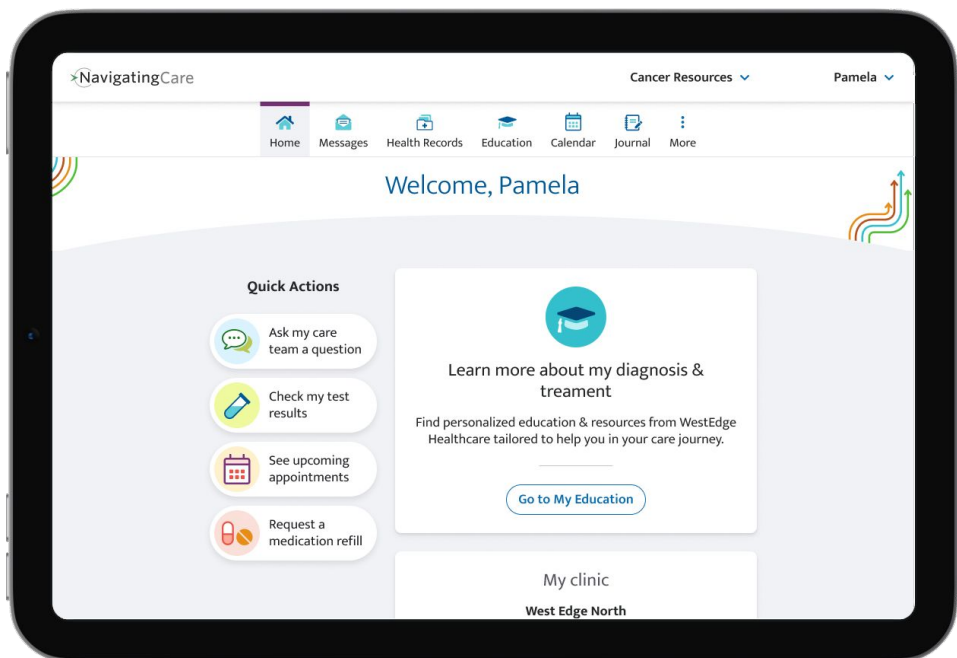 NavigatingCare
Cancer Resources
Pamela
Home
Messages
Health Records
Education
Calendar
Journal
More
Welcome, Pamela
Quick Actions
Ask my care
team a question
Check my test
results
See upcoming
appointments
Request a
medication refill
Learn more about my diagnosis &
treament
Find personalized education & resources from WestEdge
Healthcare tailored to help you in your care journey.
Go to My Education
My clinic
West Edge North